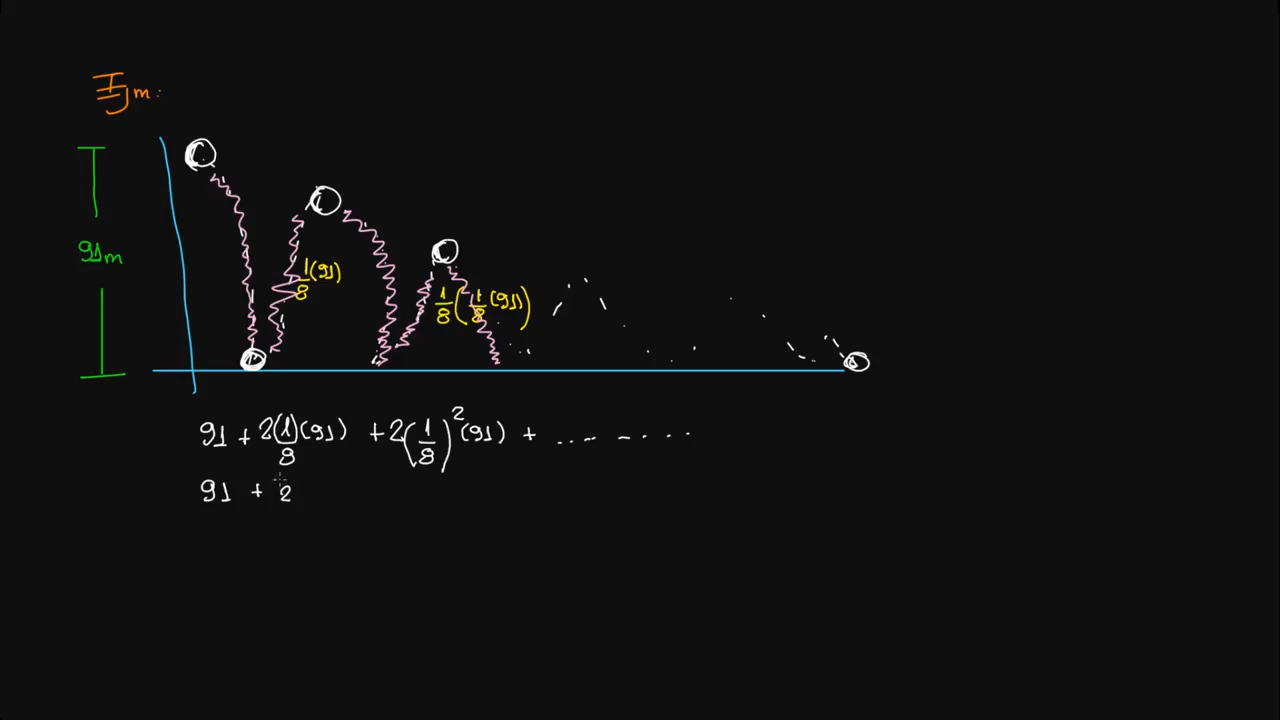 Ejm:
91m
1/8(91)
1/8(1/8(91))
91 + 2(1/8)(91) + 2(1/8)²(91) + ..........
91 + 2